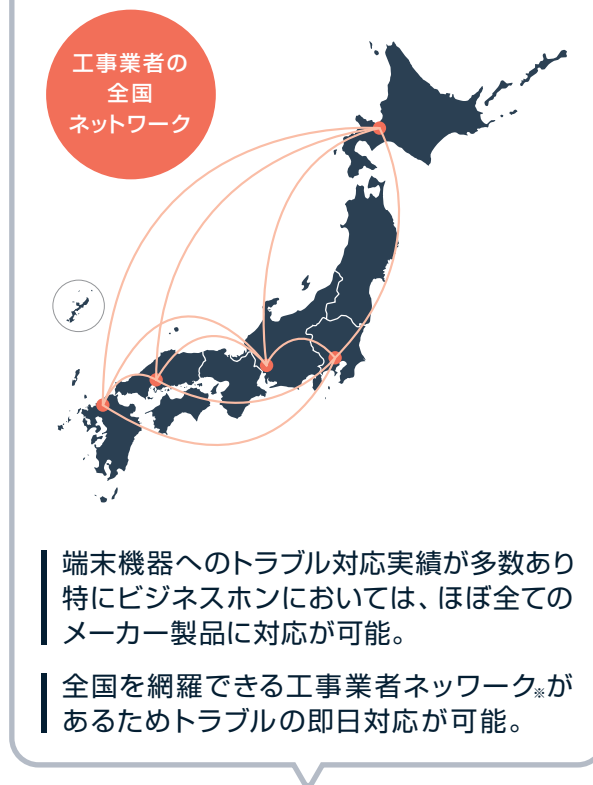 工事業者の
全国
ネットワーク
端末機器へのトラブル対応実績が多数あり
特にビジネスホンにおいては、ほぼ全ての
メーカー製品に対応が可能。
全国を網羅できる工事業者ネッワーク※が
あるためトラブルの即日対応が可能。